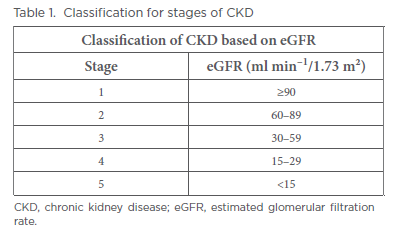 Table 1. Classification for stages of CKD
Classification of CKD based on eGFR
Stage eGFR (ml min⁻¹/1.73 m²)
1 ≥90
2 60–89
3 30–59
4 15–29
5 <15
CKD, chronic kidney disease; eGFR, estimated glomerular filtration
rate.